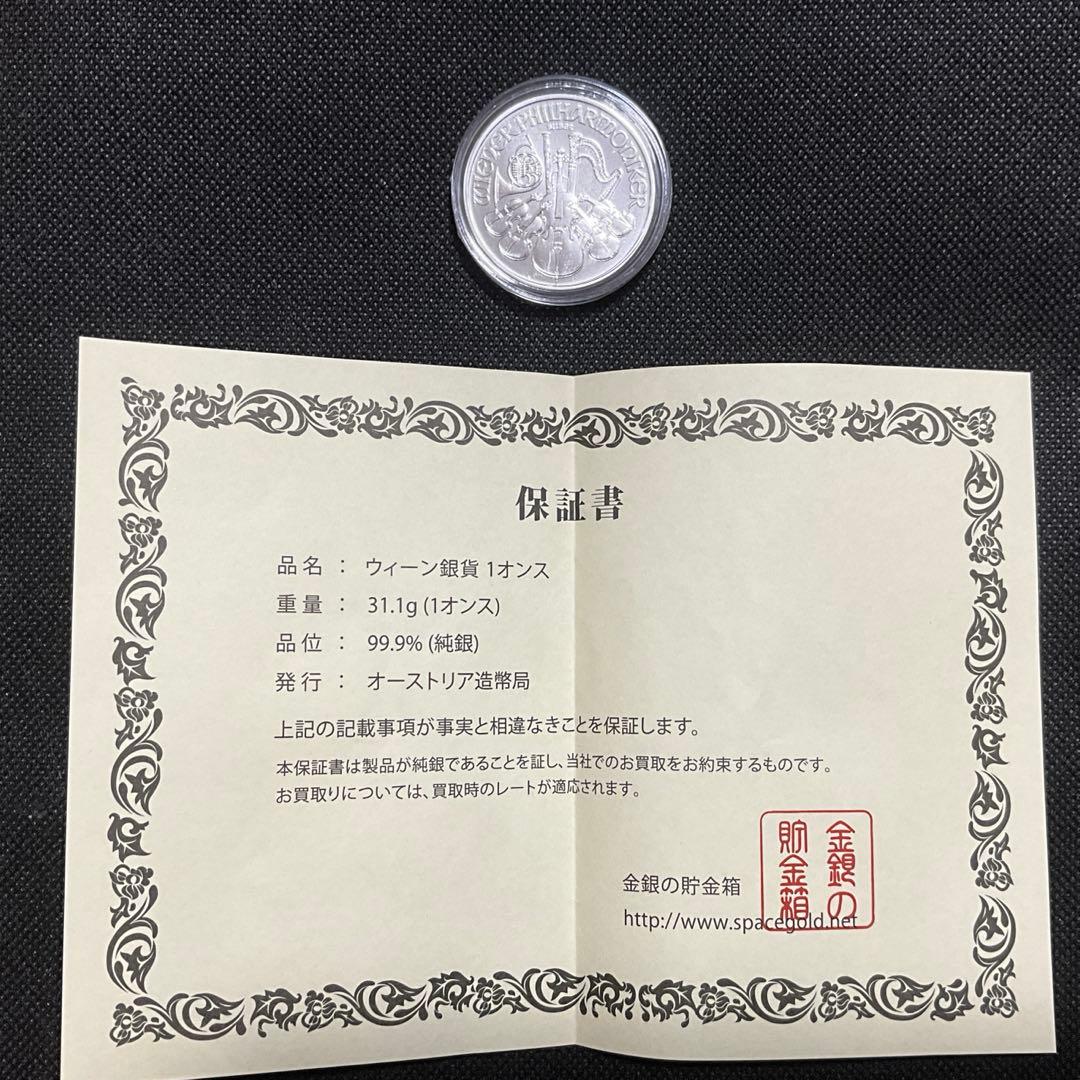 WIENER PHILHARMONIKER
SILBER
保証書
品名 : ウィーン銀貨 1オンス
重量 : 31.1g (1オンス)
品位 : 99.9% (純銀)
発行 : オーストリア造幣局
上記の記載事項が事実と相違なきことを保証します。
本保証書は製品が純銀であることを証し、当社でのお買取をお約束するものです。
お買取りについては、買取時のレートが適応されます。
金銀の貯金箱
http://www.spacegold.net
金銀の
貯金箱